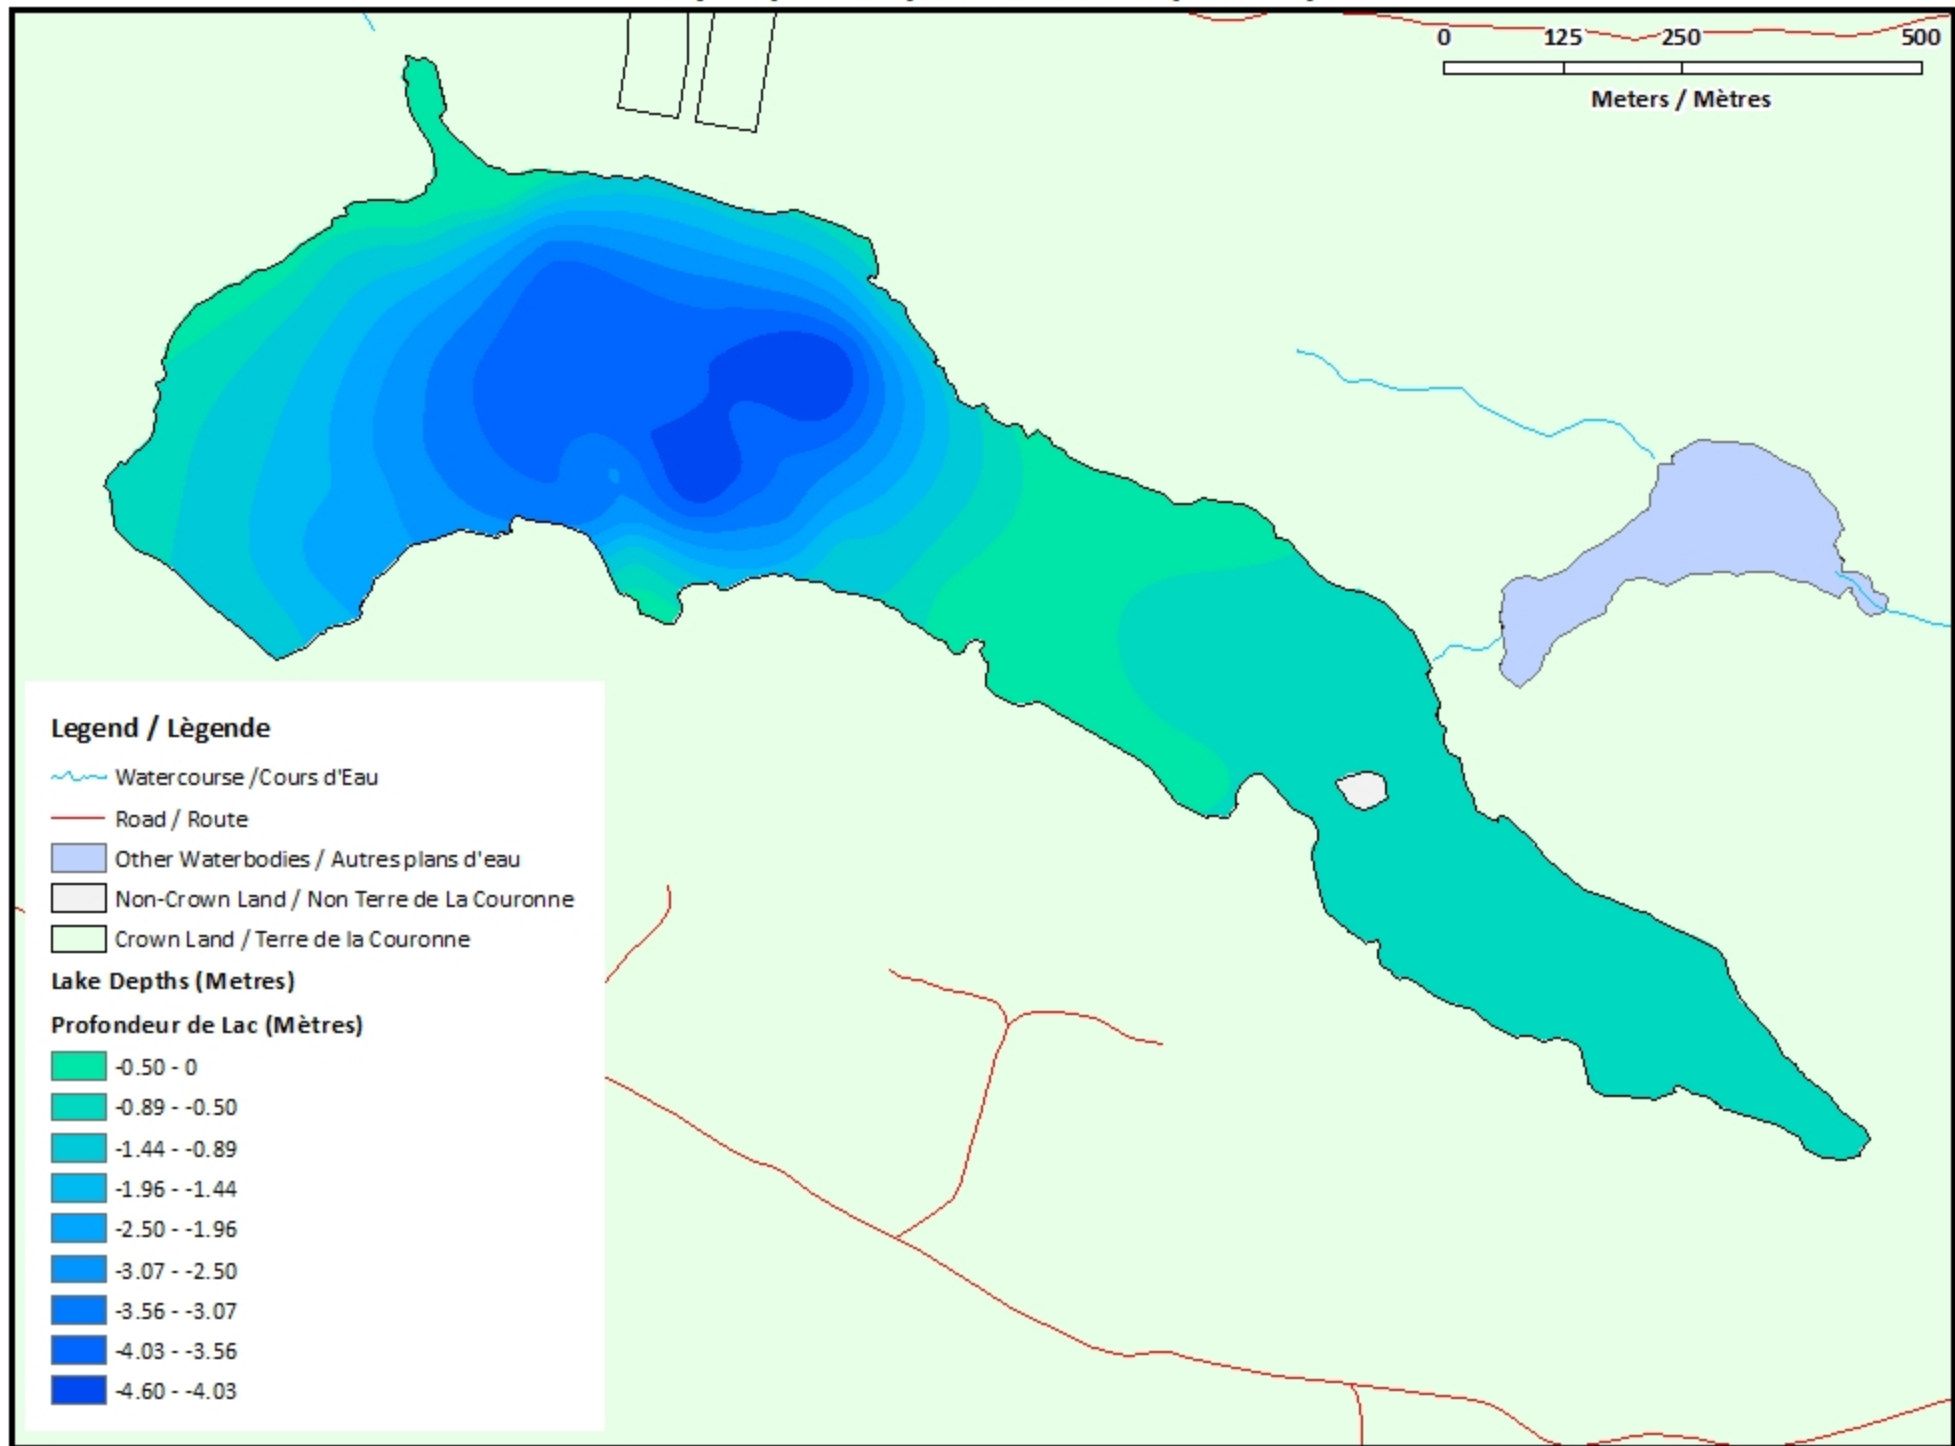 0 125 250 500
Meters / Mètres
Legend / Lègende
Watercourse /Cours d'Eau
Road / Route
Other Waterbodies / Autres plans d'eau
Non-Crown Land / Non Terre de La Couronne
Crown Land / Terre de la Couronne
Lake Depths (Metres)
Profondeur de Lac (Mètres)
-0.50 - 0
-0.89 - -0.50
-1.44 - -0.89
-1.96 - -1.44
-2.50 - -1.96
-3.07 - -2.50
-3.56 - -3.07
-4.03 - -3.56
-4.60 - -4.03